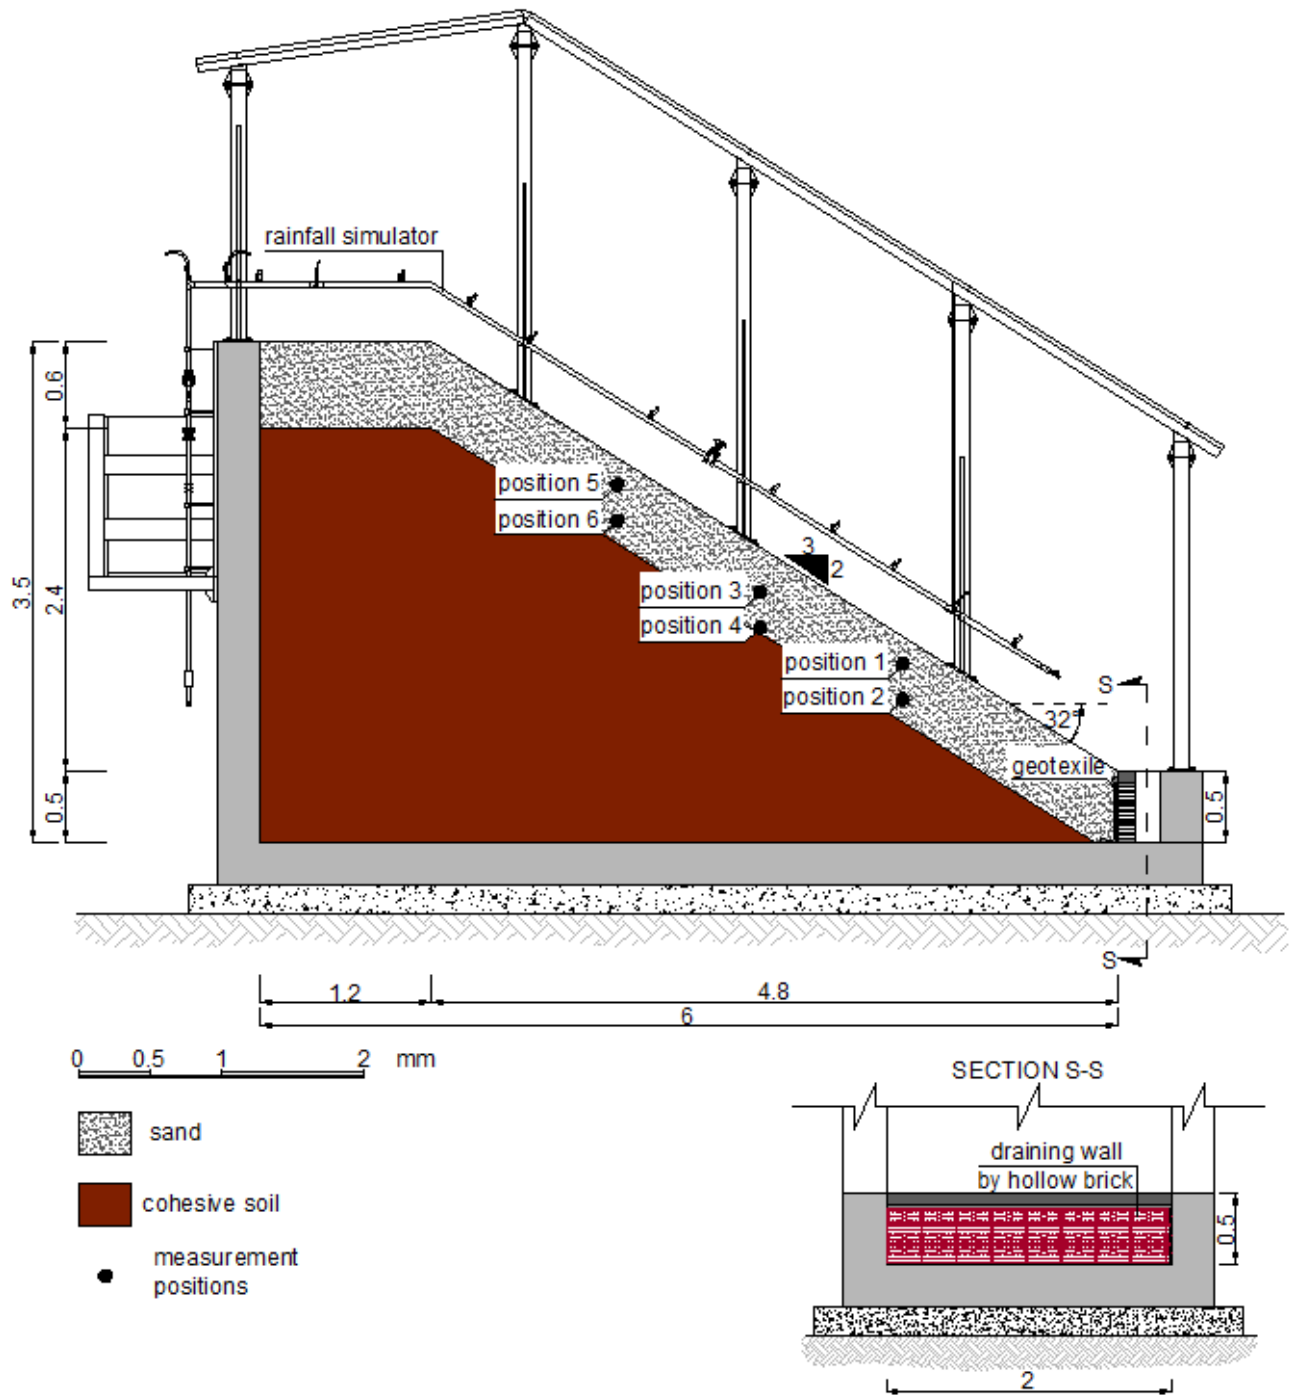 rainfall simulator
0.6
3.5
2.4
0.5
position 5
position 6
3
2
position 3
position 4
position 1
position 2
S
32°
geotexile
0.5
S
1.2
4.8
6
0 0.5 1 2 mm
SECTION S-S
sand
draining wall
by hollow brick
cohesive soil
0.5
measurement
positions
2